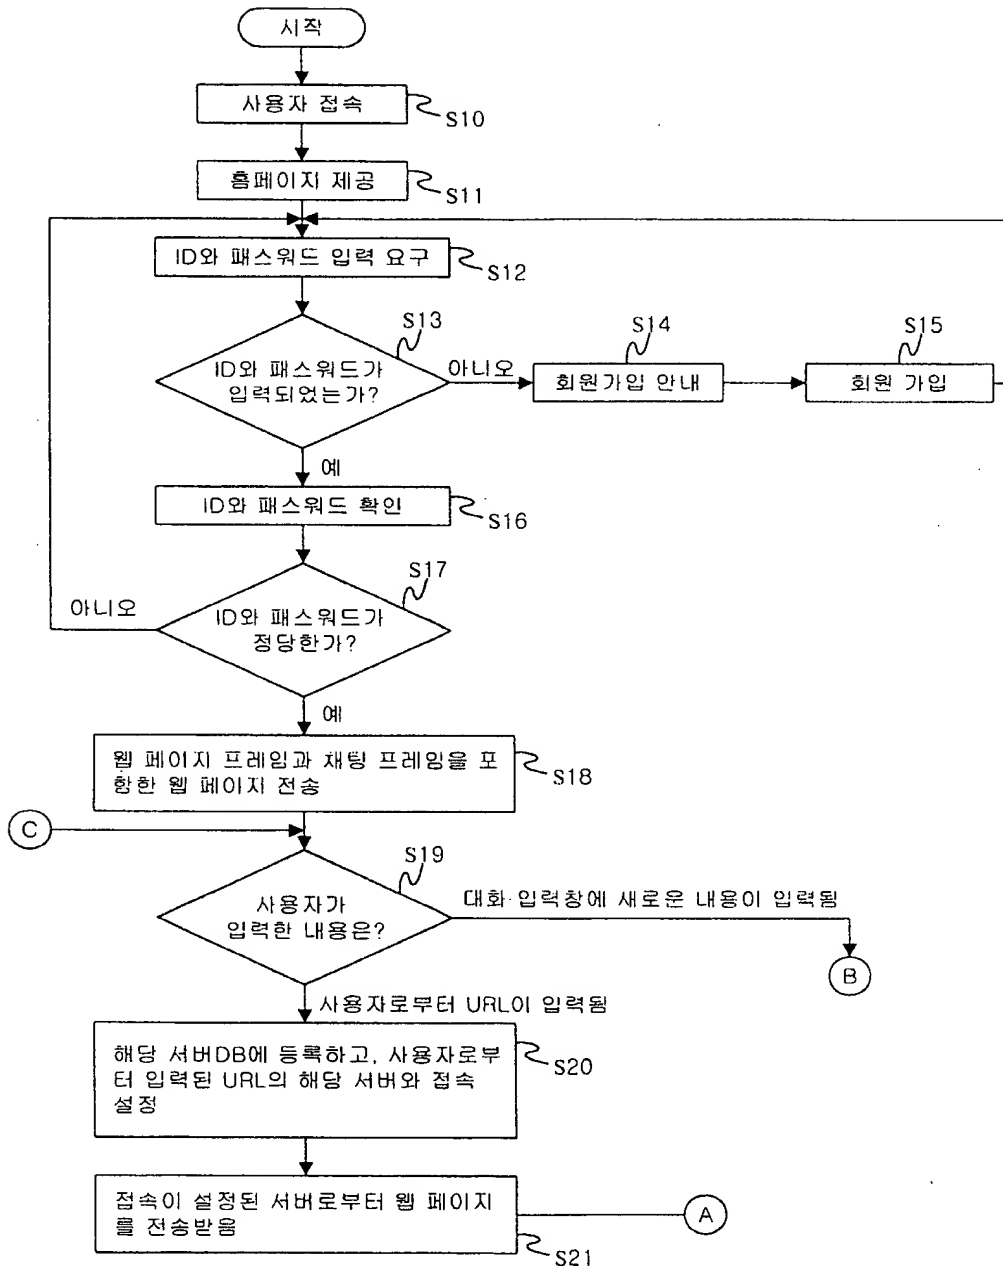 시작
사용자 접속
S10
홈페이지 제공
S11
ID와 패스워드 입력 요구
S12
S13
ID와 패스워드가
입력되었는가?
아니오
S14
회원가입 안내
S15
회원 가입
예
ID와 패스워드 확인
S16
S17
아니오
ID와 패스워드가
정당한가?
예
웹 페이지 프레임과 채팅 프레임을 포
함한 웹 페이지 전송
S18
C
S19
사용자가
입력한 내용은?
대화 입력창에 새로운 내용이 입력됨
B
사용자로부터 URL이 입력됨
해당 서버DB에 등록하고, 사용자로부
터 입력된 URL의 해당 서버와 접속
설정
S20
접속이 설정된 서버로부터 웹 페이지
를 전송받음
S21
A